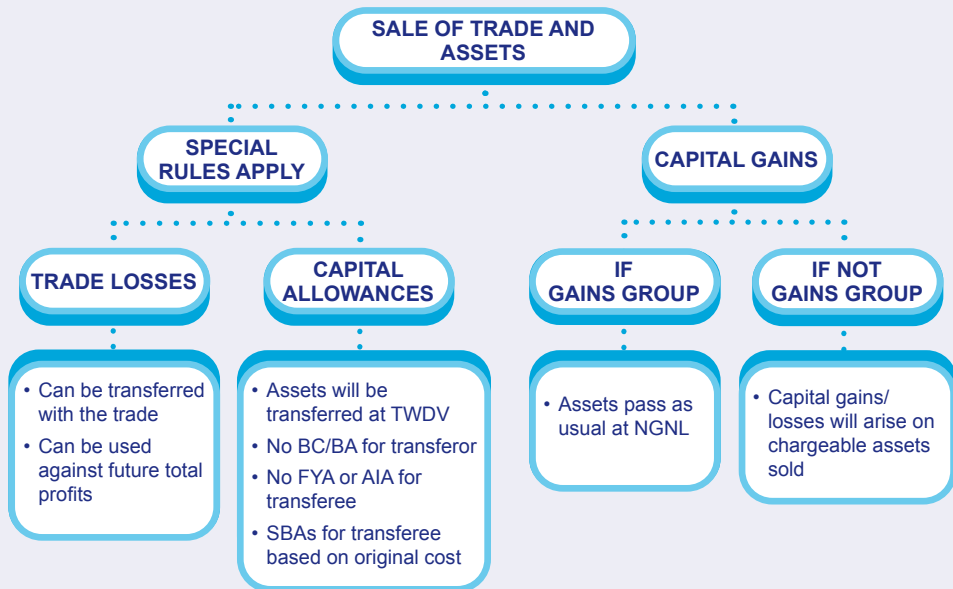 SALE OF TRADE AND
ASSETS
SPECIAL
RULES APPLY
CAPITAL GAINS
TRADE LOSSES
CAPITAL
ALLOWANCES
IF
GAINS GROUP
IF NOT
GAINS GROUP
• Can be transferred
with the trade
• Can be used
against future total
profits
• Assets will be
transferred at TWDV
• No BC/BA for transferor
• No FYA or AIA for
transferee
• SBAs for transferee
based on original cost
• Assets pass as
usual at NGNL
• Capital gains/
losses will arise on
chargeable assets
sold